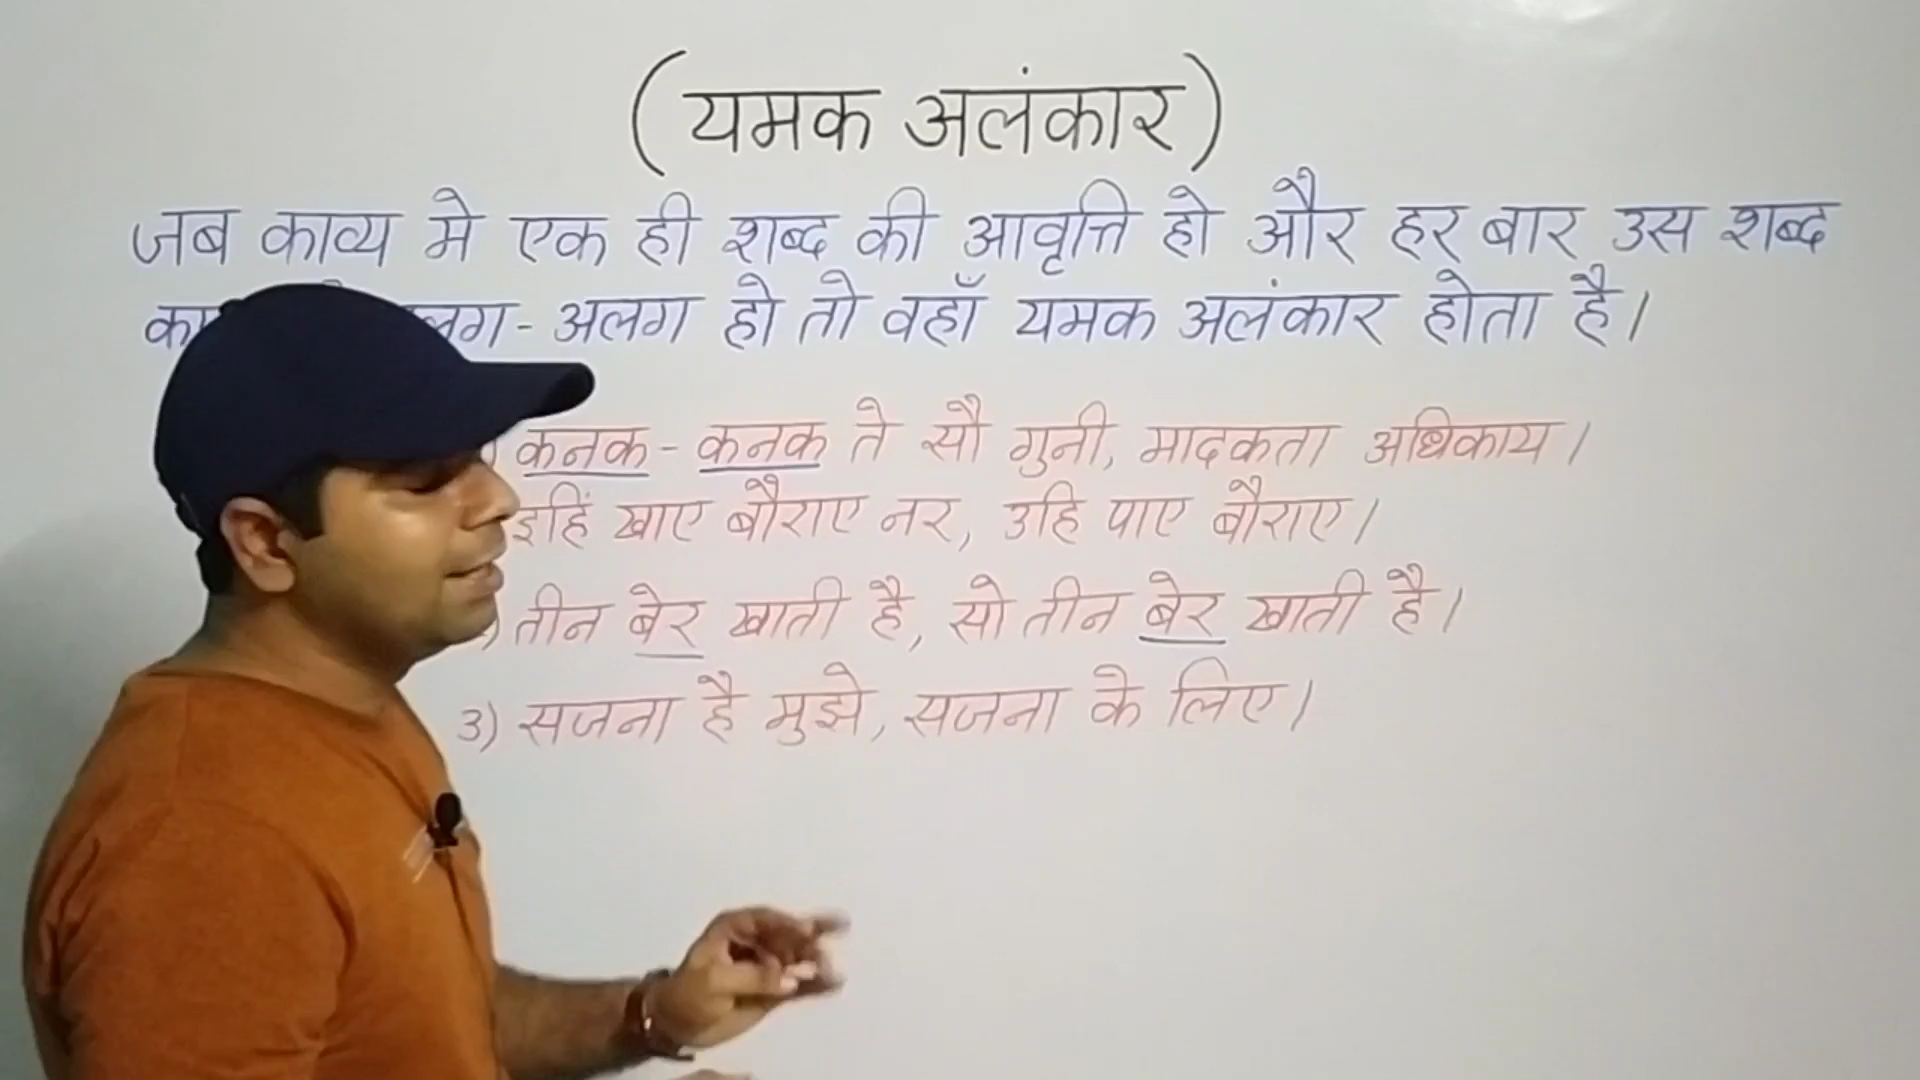 (यमक अलंकार)
जब काव्य मे एक ही शब्द की आवृत्ति हो और हर बार उस शब्द
का - अलग हो तो वहाँ यमक अलंकार होता है।
कनक - कनक ते सौ गुनी, मादकता अधिकाय।
इहिं खाए बौराए नर, उहि पाए बौराए।
तीन बेर खाती है, सो तीन बेर खाती है।
3) सजना है मुझे, सजना के लिए।